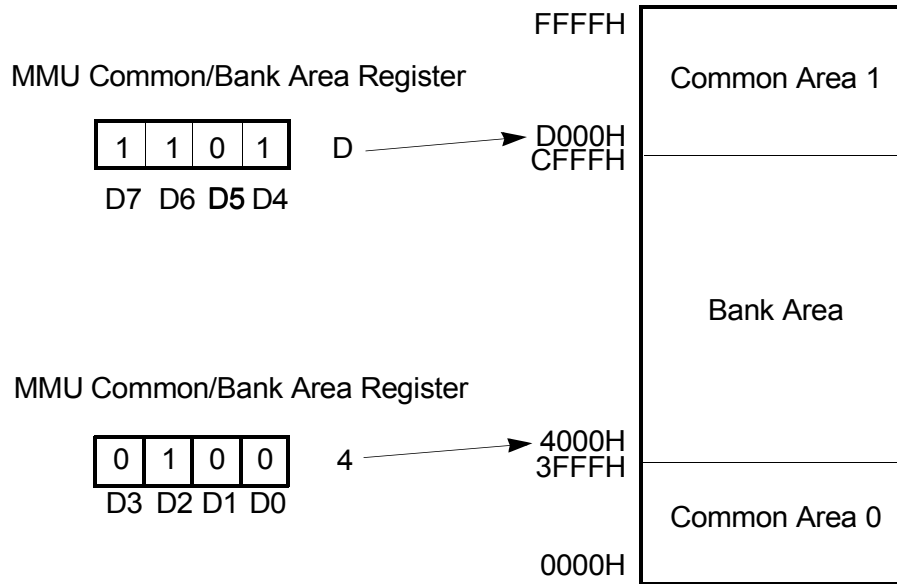 FFFFH
Common Area 1
MMU Common/Bank Area Register
1 1 0 1 D
D000H
CFFFH
D7 D6 D5 D4
Bank Area
MMU Common/Bank Area Register
0 1 0 0 4
4000H
3FFFH
D3 D2 D1 D0
Common Area 0
0000H